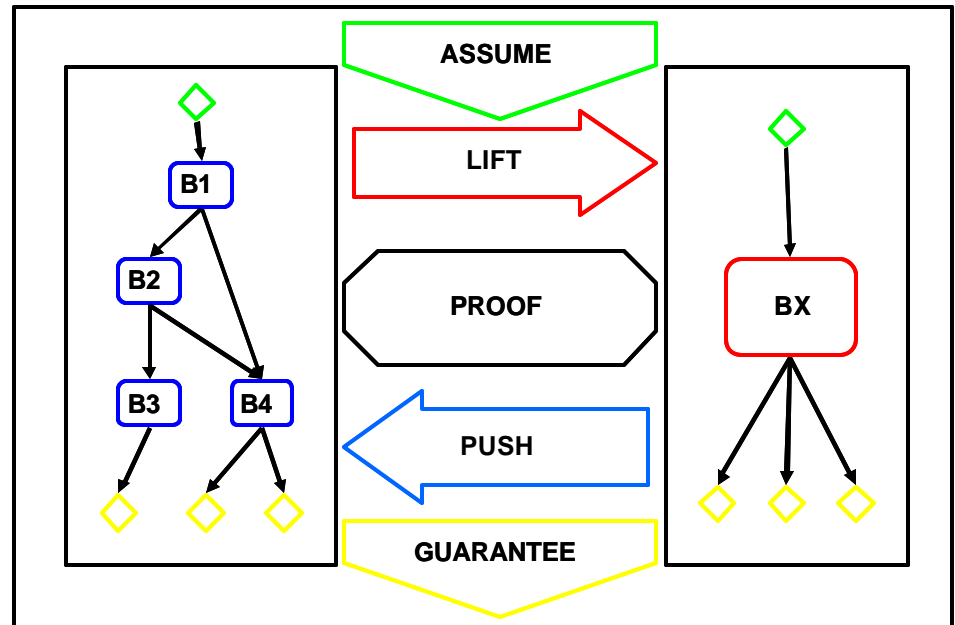 ASSUME
LIFT
B1
B2
PROOF
BX
B3
B4
PUSH
GUARANTEE